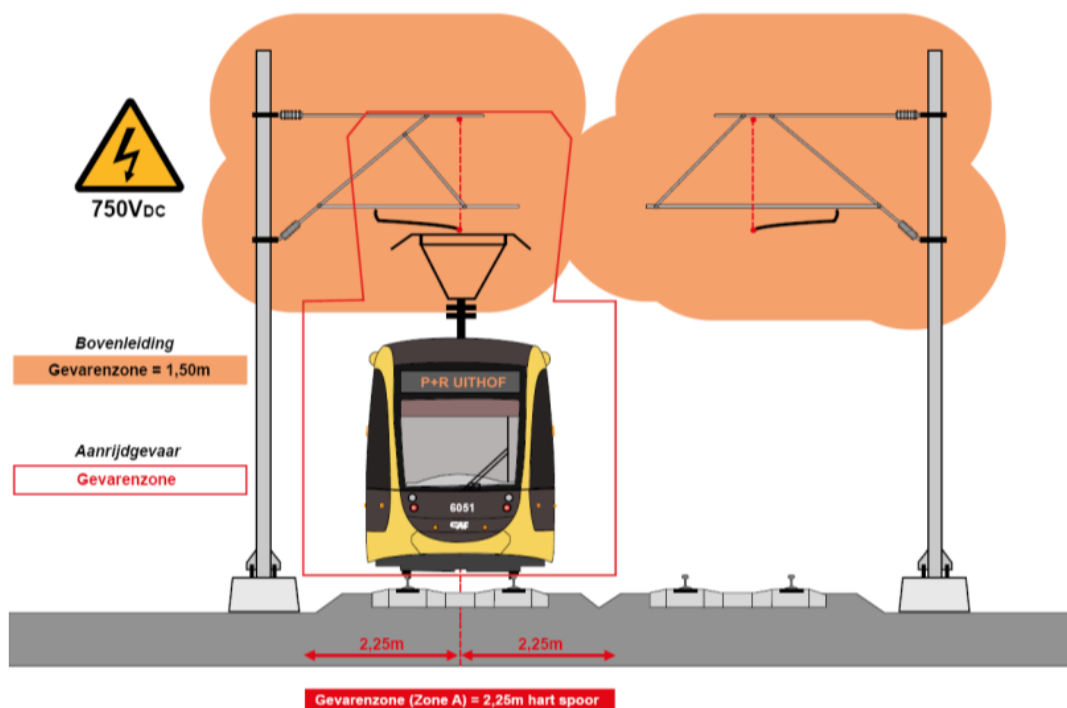 750VDC
Bovenleiding
Gevarenzone = 1,50m
P+R UITHOF
Aanrijdgevaar
Gevarenzone
6051
CAF
2,25m
2,25m
Gevarenzone (Zone A) = 2,25m hart spoor